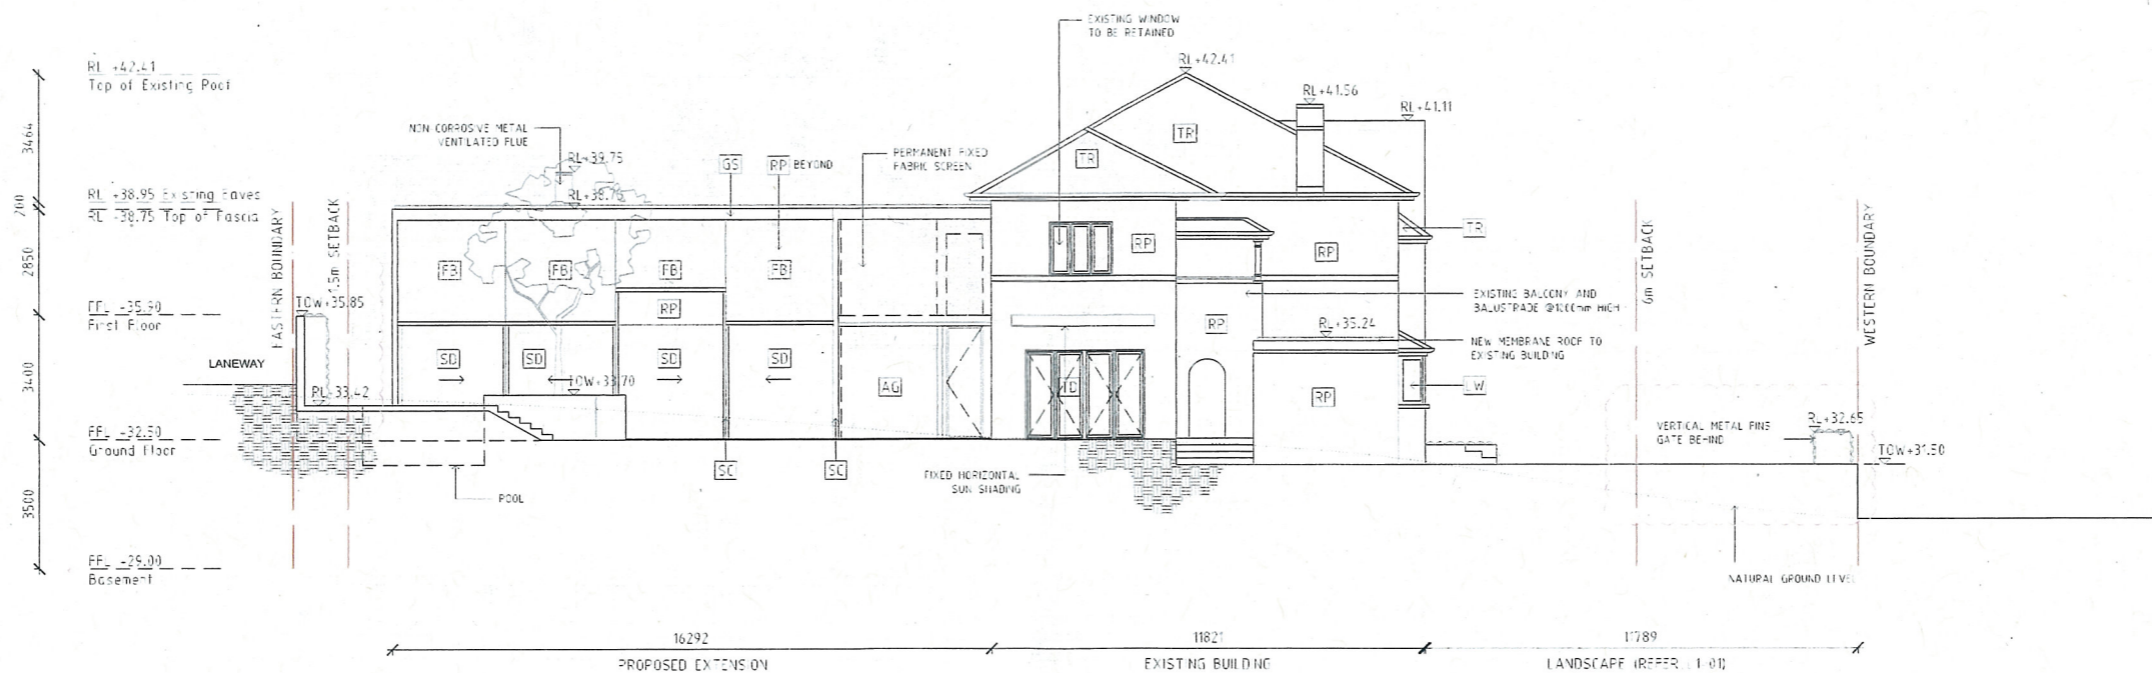 EXISTING WINDOW
TO BE RETAINED
RL +42.41
Top of Existing Roof
RL+42.41
RL+41.56
RL+41.11
NON CORROSIVE METAL
VENTILATED FLUE
RL+39.75
GS
RP BEYOND
PERMANENT FIXED
FABRIC SCREEN
TR
TR
3464
RL +38.95 Existing Eaves
RL +38.75 Top of Fascia
RL+38.75
200
EASTERN BOUNDARY
1.5m SETBACK
FB
FB
FB
FB
RP
RP
RP
TR
6m SETBACK
WESTERN BOUNDARY
2850
FFL +35.90
First Floor
TOW+35.85
RP
RP
EXISTING BALCONY AND
BALUSTRADE @1000mm HIGH
RL+35.24
NEW MEMBRANE ROOF TO
EXISTING BUILDING
LANEWAY
SD
SD
SD
SD
AG
TD
RP
LW
3400
RL+33.42
TOW+33.70
FFL +32.50
Ground Floor
VERTICAL METAL FINS
GATE BEHIND
RL+32.65
TOW+31.50
SC
SC
FIXED HORIZONTAL
SUN SHADING
POOL
3500
FFL +29.00
Basement
NATURAL GROUND LEVEL
16292
11821
11789
PROPOSED EXTENSION
EXISTING BUILDING
LANDSCAPE (REFER